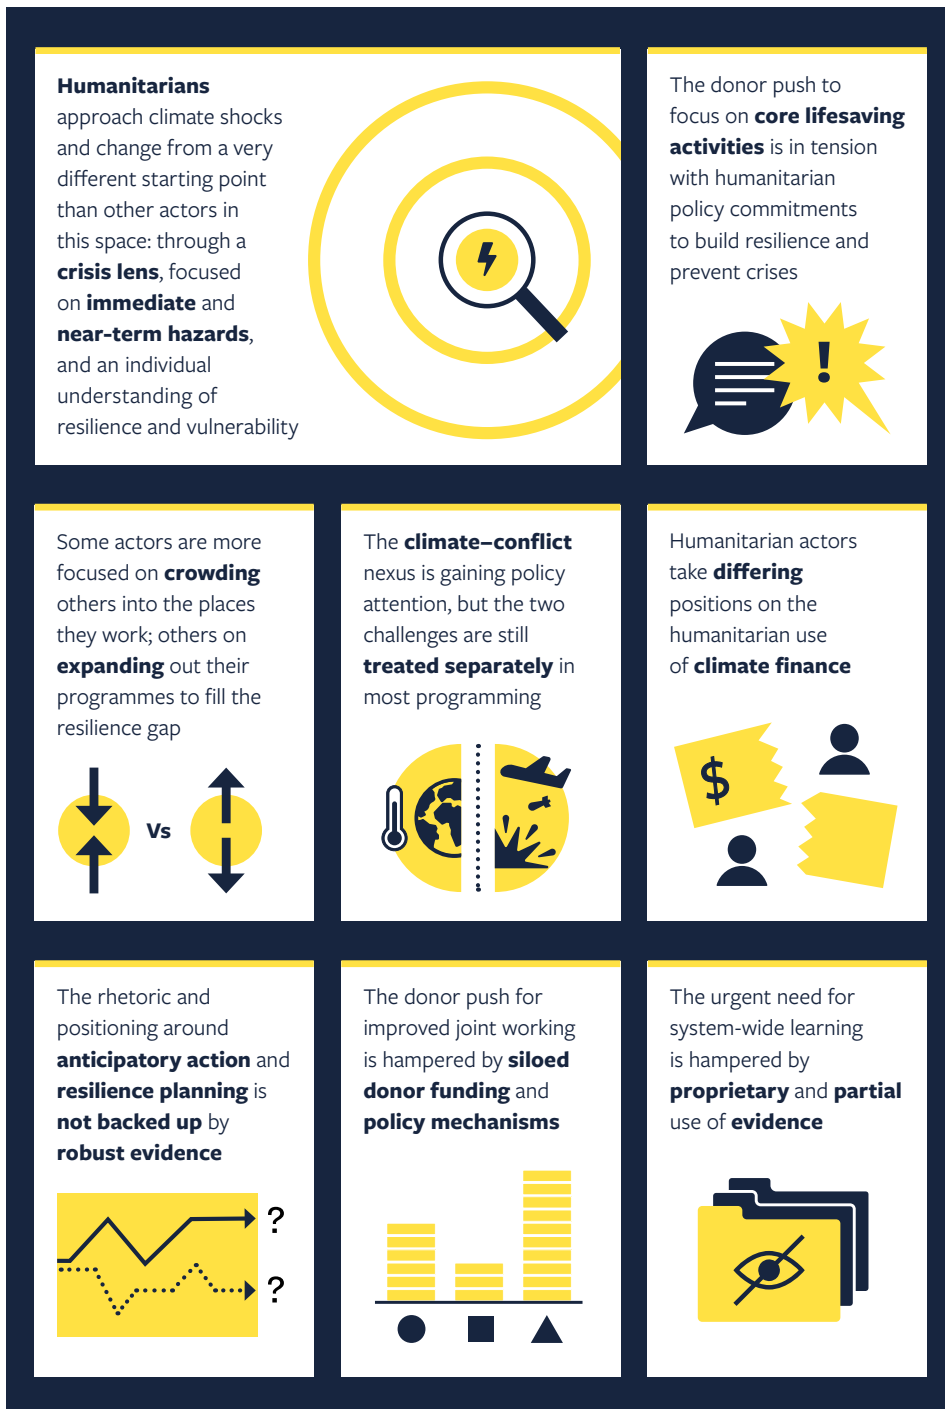 Humanitarians
approach climate shocks
and change from a very
different starting point
than other actors in
this space: through a
crisis lens, focused
on immediate and
near-term hazards,
and an individual
understanding of
resilience and vulnerability
The donor push to
focus on core lifesaving
activities is in tension
with humanitarian
policy commitments
to build resilience and
prevent crises
!
Some actors are more
focused on crowding
others into the places
they work; others on
expanding out their
programmes to fill the
resilience gap
Vs
The climate–conflict
nexus is gaining policy
attention, but the two
challenges are still
treated separately in
most programming
Humanitarian actors
take differing
positions on the
humanitarian use
of climate finance
$
The rhetoric and
positioning around
anticipatory action and
resilience planning is
not backed up by
robust evidence
?
?
The donor push for
improved joint working
is hampered by siloed
donor funding and
policy mechanisms
The urgent need for
system-wide learning
is hampered by
proprietary and partial
use of evidence